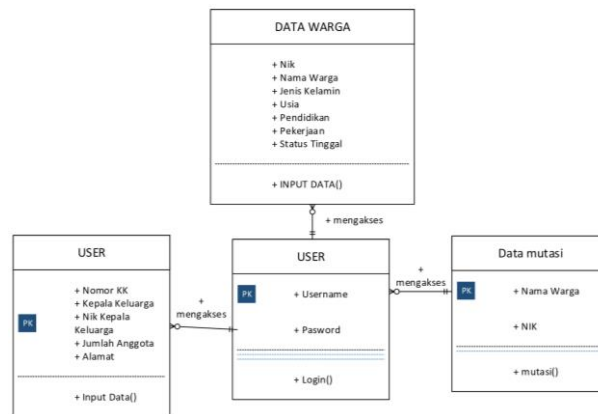 DATA WARGA
+ Nik
+ Nama Warga
+ Jenis Kelamin
+ Usia
+ Pendidikan
+ Pekerjaan
+ Status Tinggal
+ INPUT DATA()
+ mengakses
USER
PK
+ Nomor KK
+ Kepala Keluarga
+ Nik Kepala
Keluarga
+ Jumlah Anggota
+ Alamat
+ Input Data()
+
mengakses
USER
PK
+ Username
+ Pasword
+ Login()
+
mengakses
Data mutasi
PK
+ Nama Warga
+ NIK
+ mutasi()